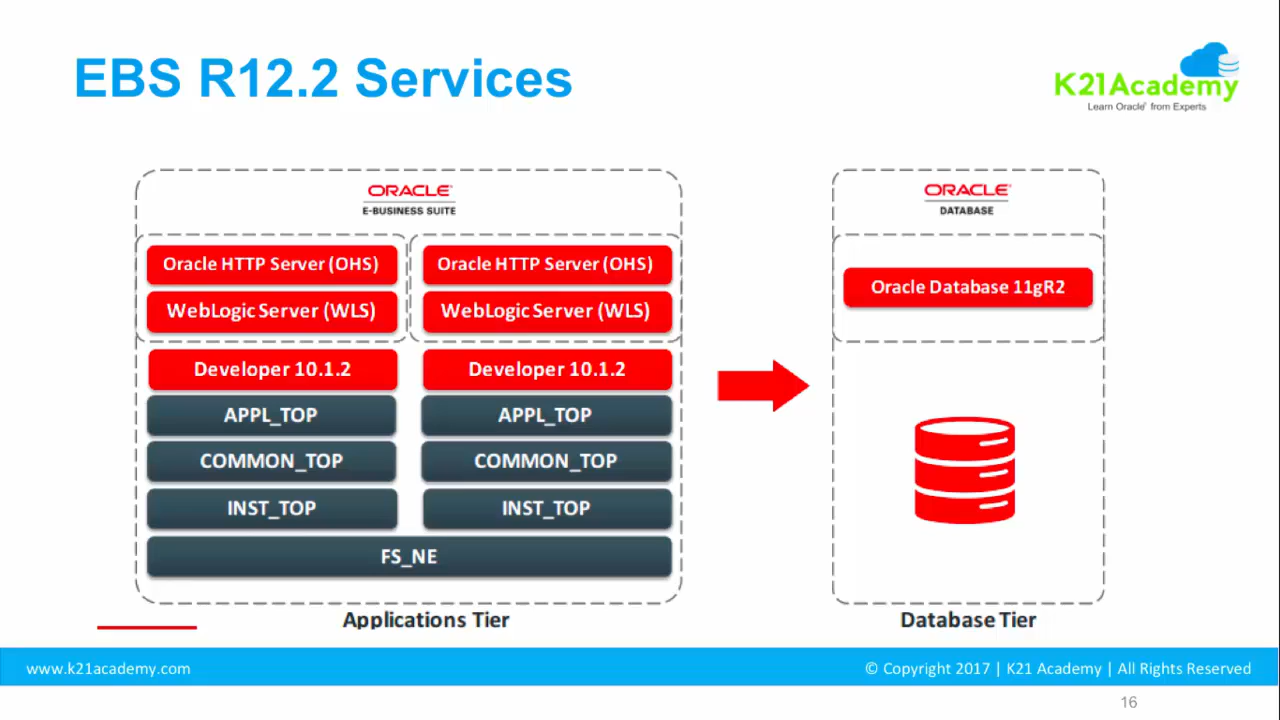 EBS R12.2 Services
K21Academy
Learn Oracle from Experts
ORACLE
E-BUSINESS SUITE
Oracle HTTP Server (OHS)
WebLogic Server (WLS)
Developer 10.1.2
APPL_TOP
COMMON_TOP
INST_TOP
Oracle HTTP Server (OHS)
WebLogic Server (WLS)
Developer 10.1.2
APPL_TOP
COMMON_TOP
INST_TOP
FS_NE
Applications Tier
ORACLE
DATABASE
Oracle Database 11gR2
Database Tier
www.k21academy.com
© Copyright 2017 | K21 Academy | All Rights Reserved
16